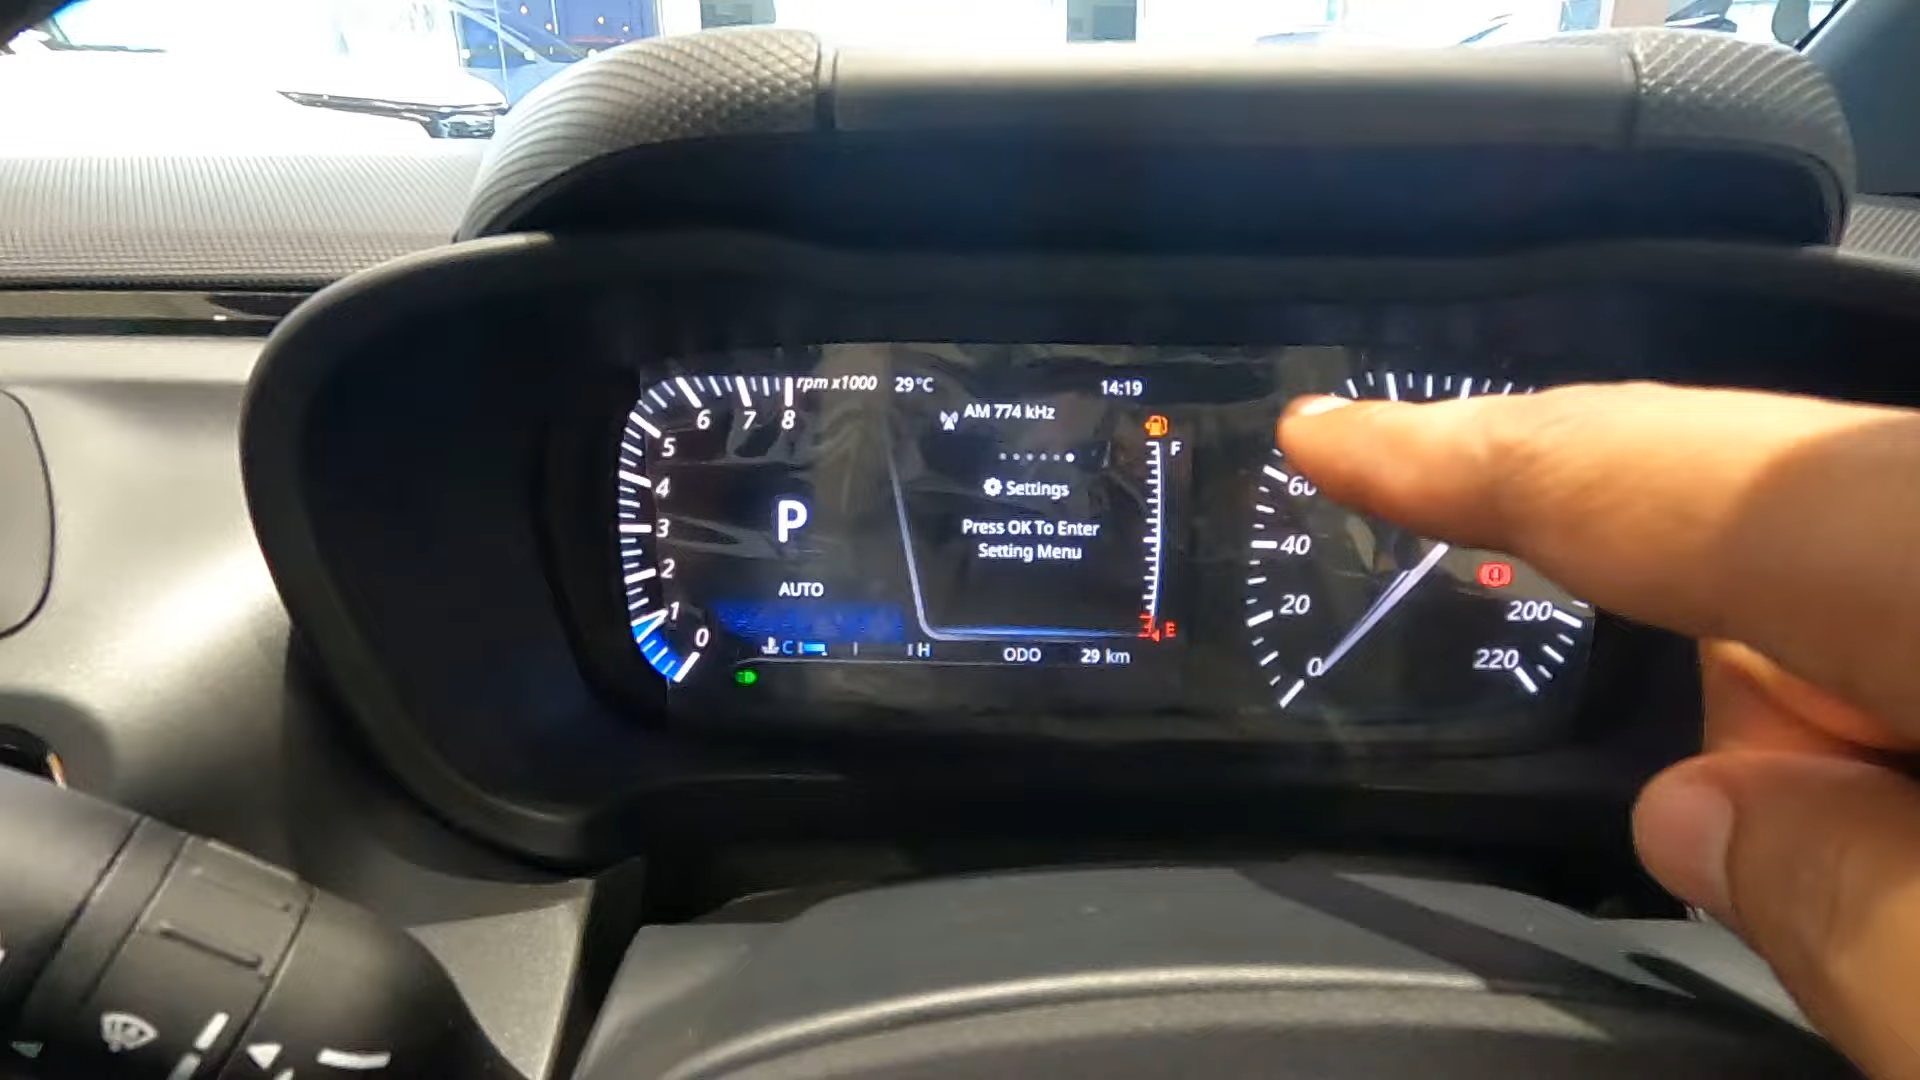 rpm x1000
29°C
14:19
AM 774 kHz
6 7 8
5
4
3
2
1
0
P
AUTO
Settings
Press OK To Enter
Setting Menu
F
E
C
H
ODO 29 km
60
40
20
0
200
220